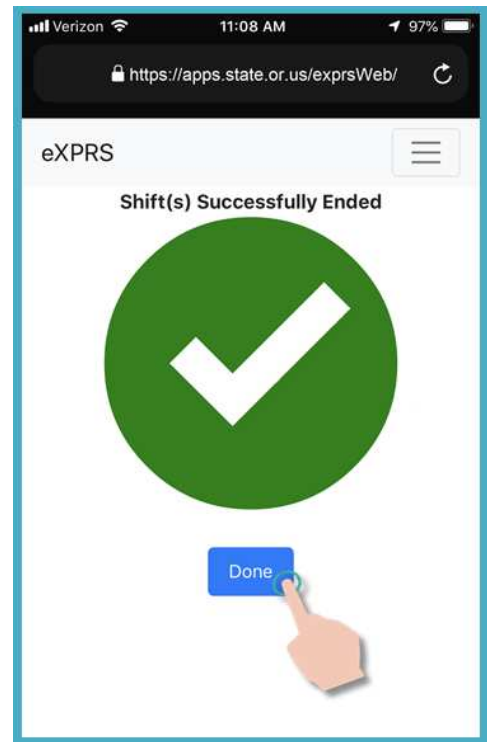 Verizon 11:08 AM 97%
https://apps.state.or.us/exprsWeb/
eXPRS
Shift(s) Successfully Ended
Done